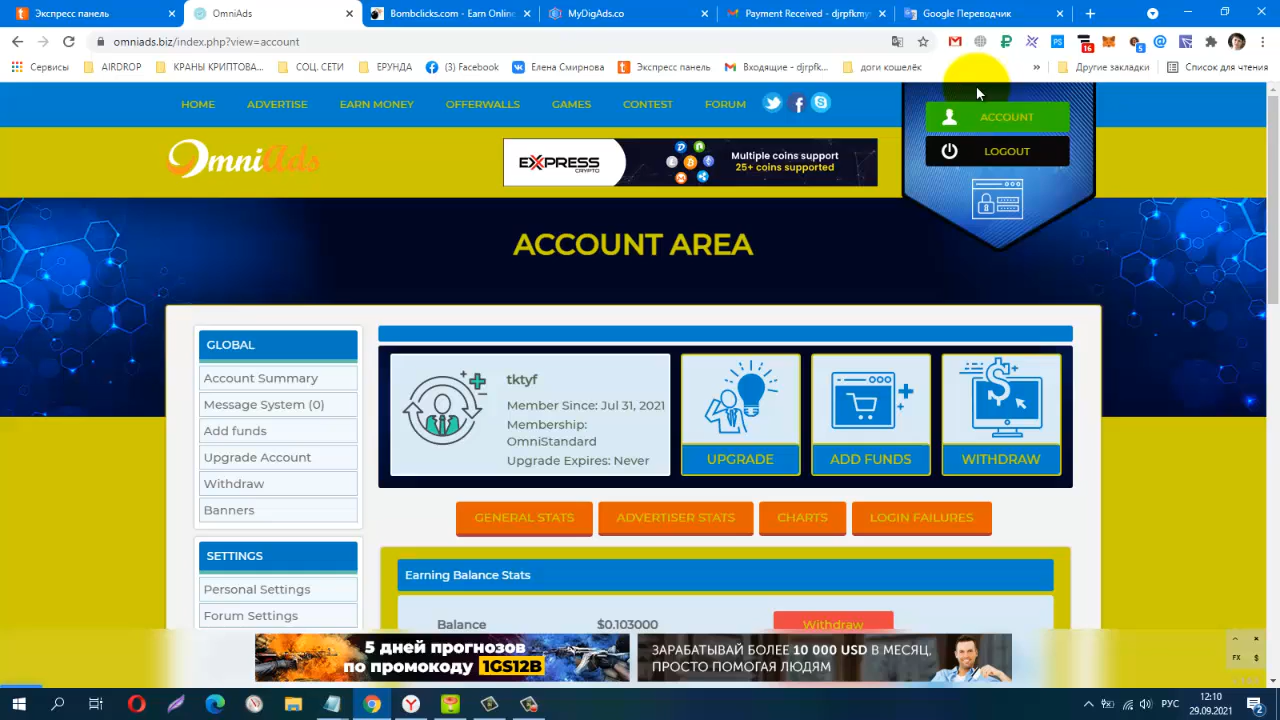 Экспресс панель
OmniAds
Bombclicks.com - Earn Online
MyDigAds.co
Payment Received - djrpfkmy
Google Переводчик
omniads.biz/index.php?view=account
16
5
Сервисы
AIRDROP
КРАНЫ КРИПТОВА...
СОЦ. СЕТИ
ЕРУНДА
(3) Facebook
Елена Смирнова
Экспресс панель
Входящие - djrpfk...
доги кошелёк
»
Другие закладки
Список для чтения
HOME
ADVERTISE
EARN MONEY
OFFERWALLS
GAMES
CONTEST
FORUM
ACCOUNT
LOGOUT
OmniAds
EXPRESS
CRYPTO
Multiple coins support
25+ coins supported
ACCOUNT AREA
GLOBAL
Account Summary
Message System (0)
Add funds
Upgrade Account
Withdraw
Banners
SETTINGS
Personal Settings
Forum Settings
tktyf
Member Since: Jul 31, 2021
Membership:
OmniStandard
Upgrade Expires: Never
UPGRADE
ADD FUNDS
WITHDRAW
GENERAL STATS
ADVERTISER STATS
CHARTS
LOGIN FAILURES
Earning Balance Stats
Balance
$0.103000
Withdraw
5 дней прогнозов
по промокоду 1GS12B
ЗАРАБАТЫВАЙ БОЛЕЕ 10 000 USD В МЕСЯЦ,
ПРОСТО ПОМОГАЯ ЛЮДЯМ
FX
$
РУС
12:10
29.09.2021
2